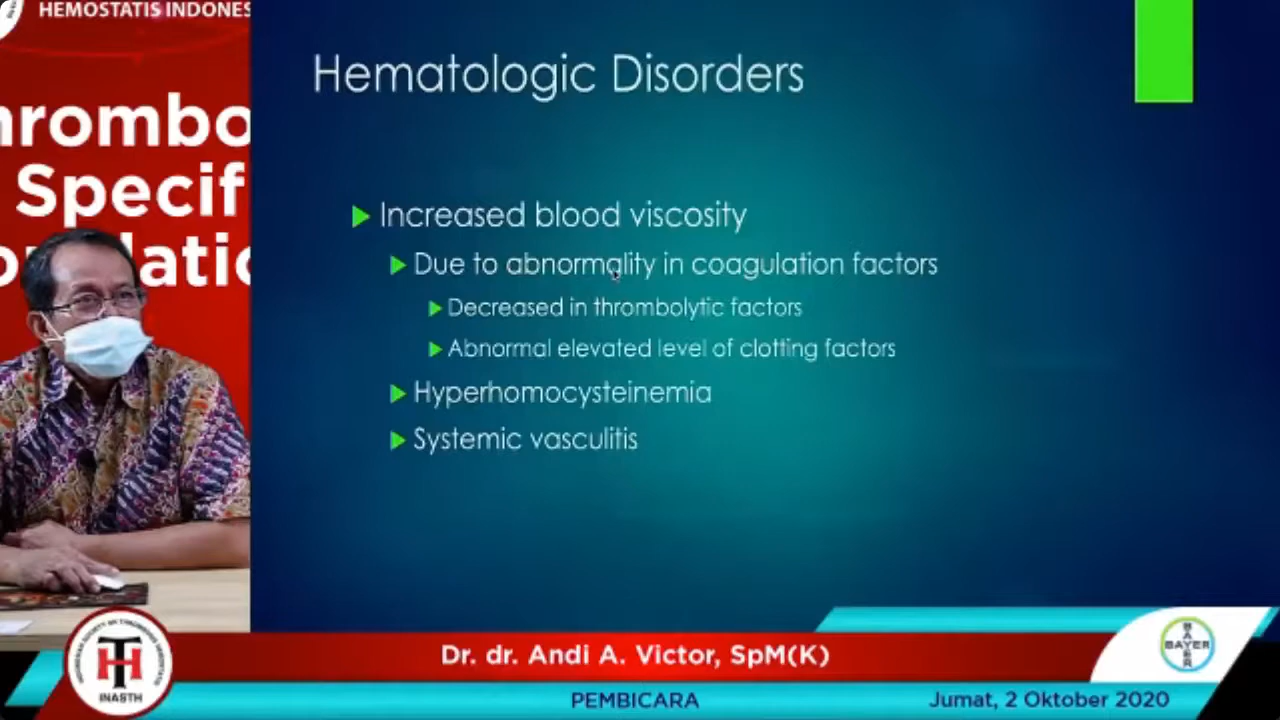 HEMOSTATIS INDONES
hrombo
Specif
latic
Hematologic Disorders
Increased blood viscosity
Due to abnormality in coagulation factors
Decreased in thrombolytic factors
Abnormal elevated level of clotting factors
Hyperhomocysteinemia
Systemic vasculitis
INASTH
Dr. dr. Andi A. Victor, SpM(K)
BAYER
BAYER
PEMBICARA
Jumat, 2 Oktober 2020